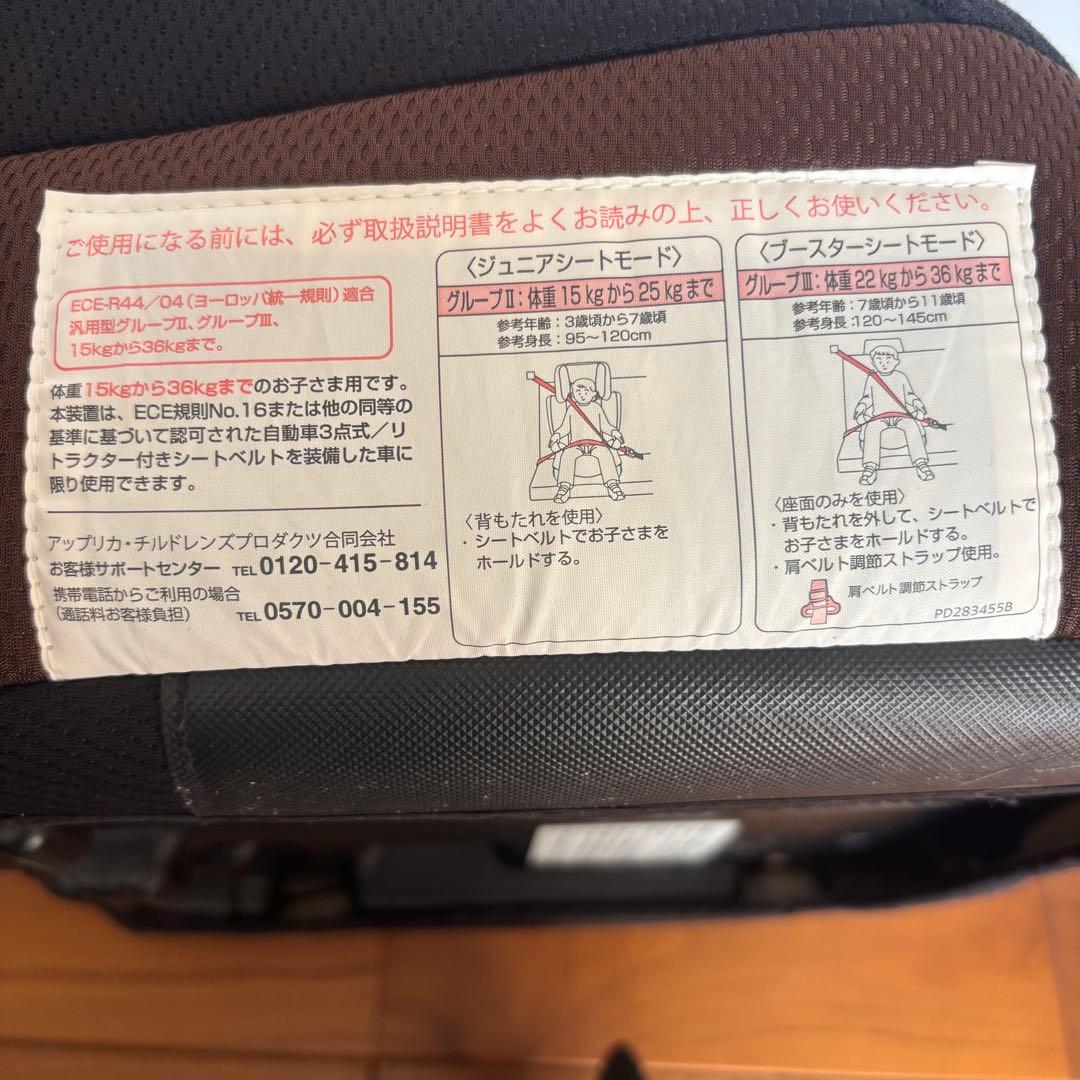 ご使用になる前には、必ず取扱説明書をよくお読みの上、正しくお使いください。
ECE-R44/04(ヨーロッパ統一規則)適合
汎用型グループⅡ、グループⅢ、
15kgから36kgまで。
体重15kgから36kgまでのお子さま用です。
本装置は、ECE規則No.16または他の同等の
基準に基づいて認可された自動車3点式/リ
トラクター付きシートベルトを装備した車に
限り使用できます。
アップリカ・チルドレンズプロダクツ合同会社
お客様サポートセンター TEL 0120-415-814
携帯電話からご利用の場合
(通話料お客様負担) TEL 0570-004-155
〈ジュニアシートモード〉
グループⅡ:体重15kgから25kgまで
参考年齢:3歳頃から7歳頃
参考身長:95〜120cm
〈背もたれを使用〉
・シートベルトでお子さまを
ホールドする。
〈ブースターシートモード〉
グループⅢ:体重22kgから36kgまで
参考年齢:7歳頃から11歳頃
参考身長:120〜145cm
〈座面のみを使用〉
・背もたれを外して、シートベルトで
お子さまをホールドする。
・肩ベルト調節ストラップ使用。
肩ベルト調節ストラップ
PD283455B